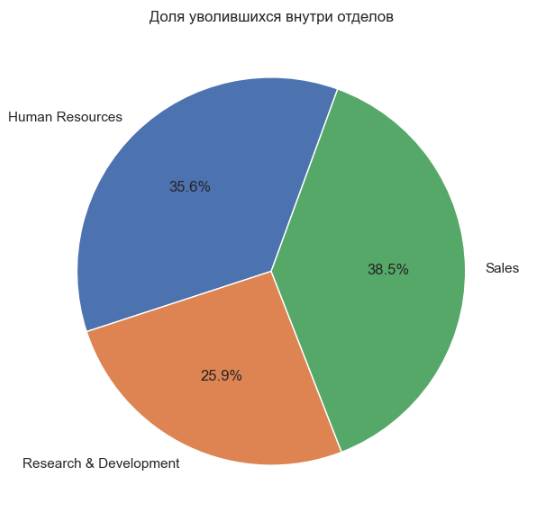 Доля уволившихся внутри отделов
Human Resources
35.6%
38.5%
Sales
25.9%
Research & Development